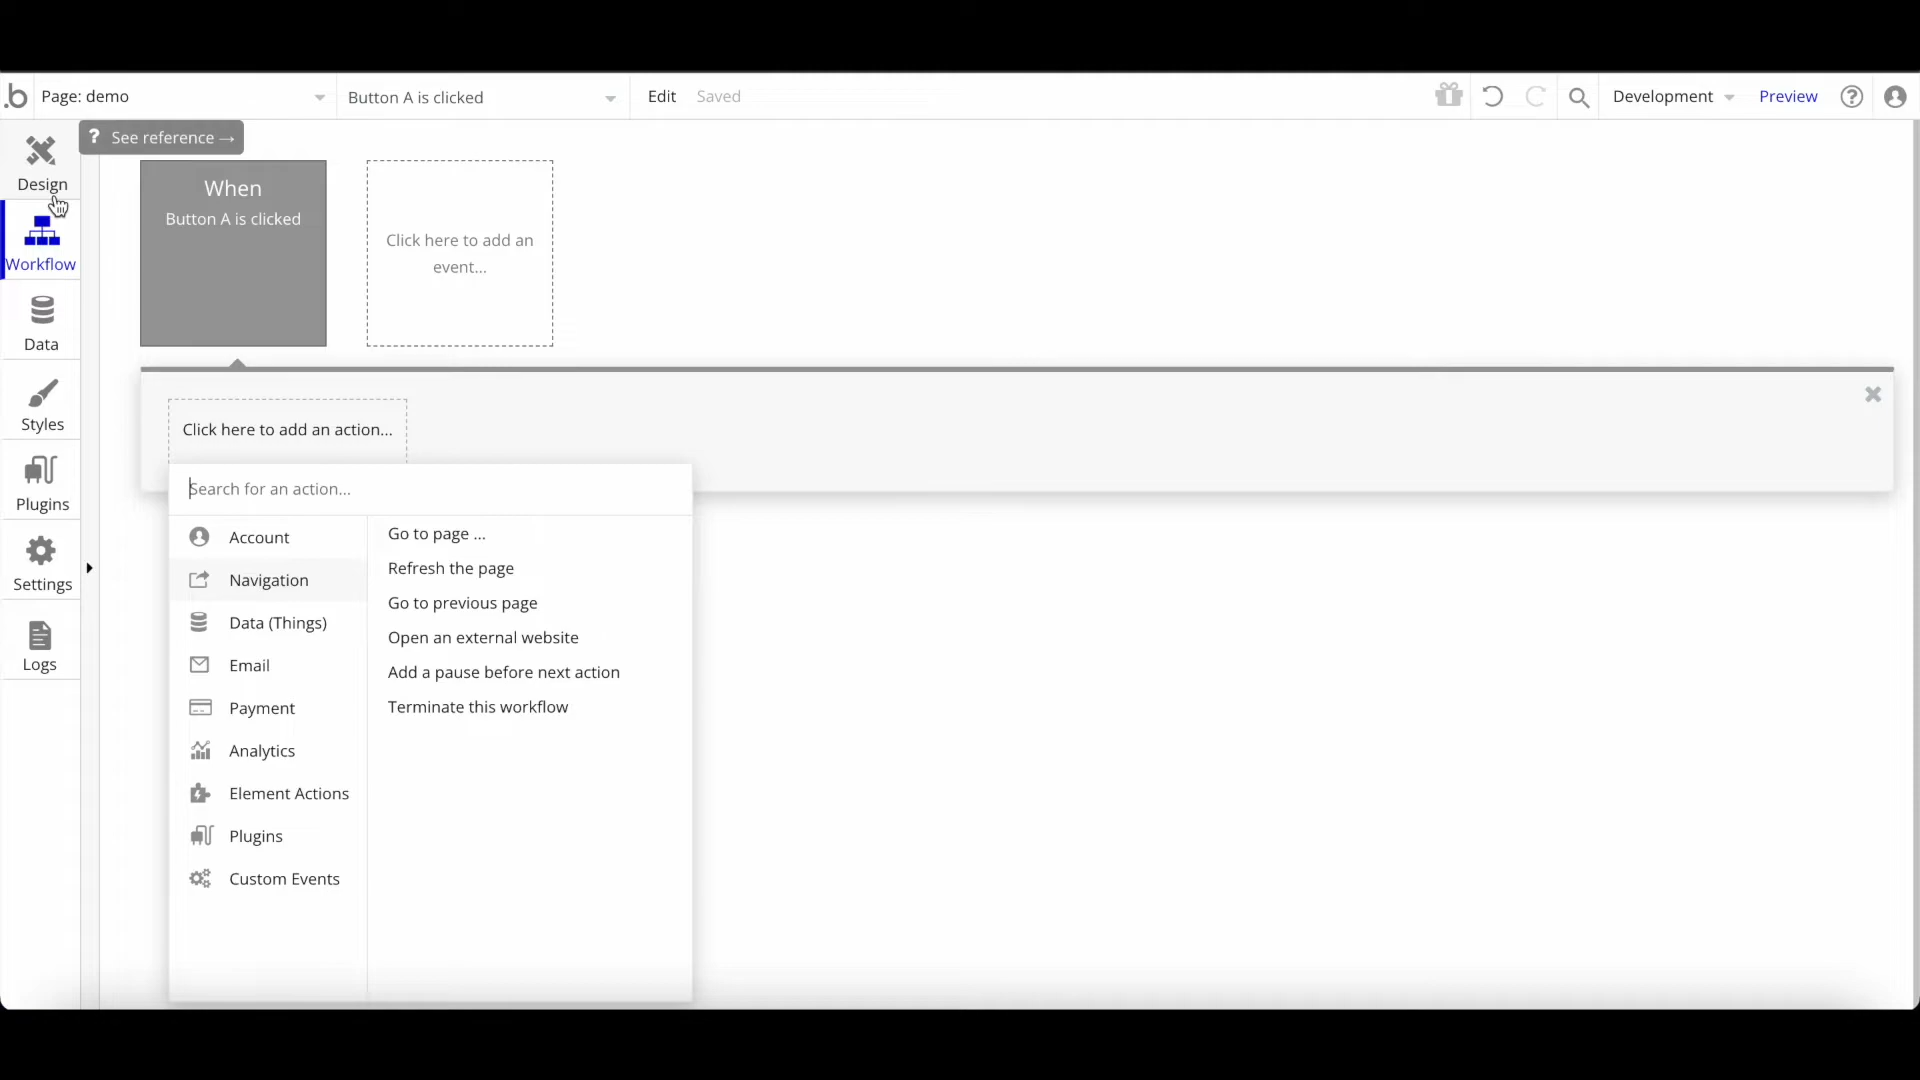 .b Page: demo Button A is clicked Edit Saved Development Preview ?
? See reference →
Design
Workflow
Data
Styles
Plugins
Settings
Logs
When
Button A is clicked
Click here to add an
event...
Click here to add an action...
Search for an action...
Account
Navigation
Data (Things)
Email
Payment
Analytics
Element Actions
Plugins
Custom Events
Go to page ...
Refresh the page
Go to previous page
Open an external website
Add a pause before next action
Terminate this workflow